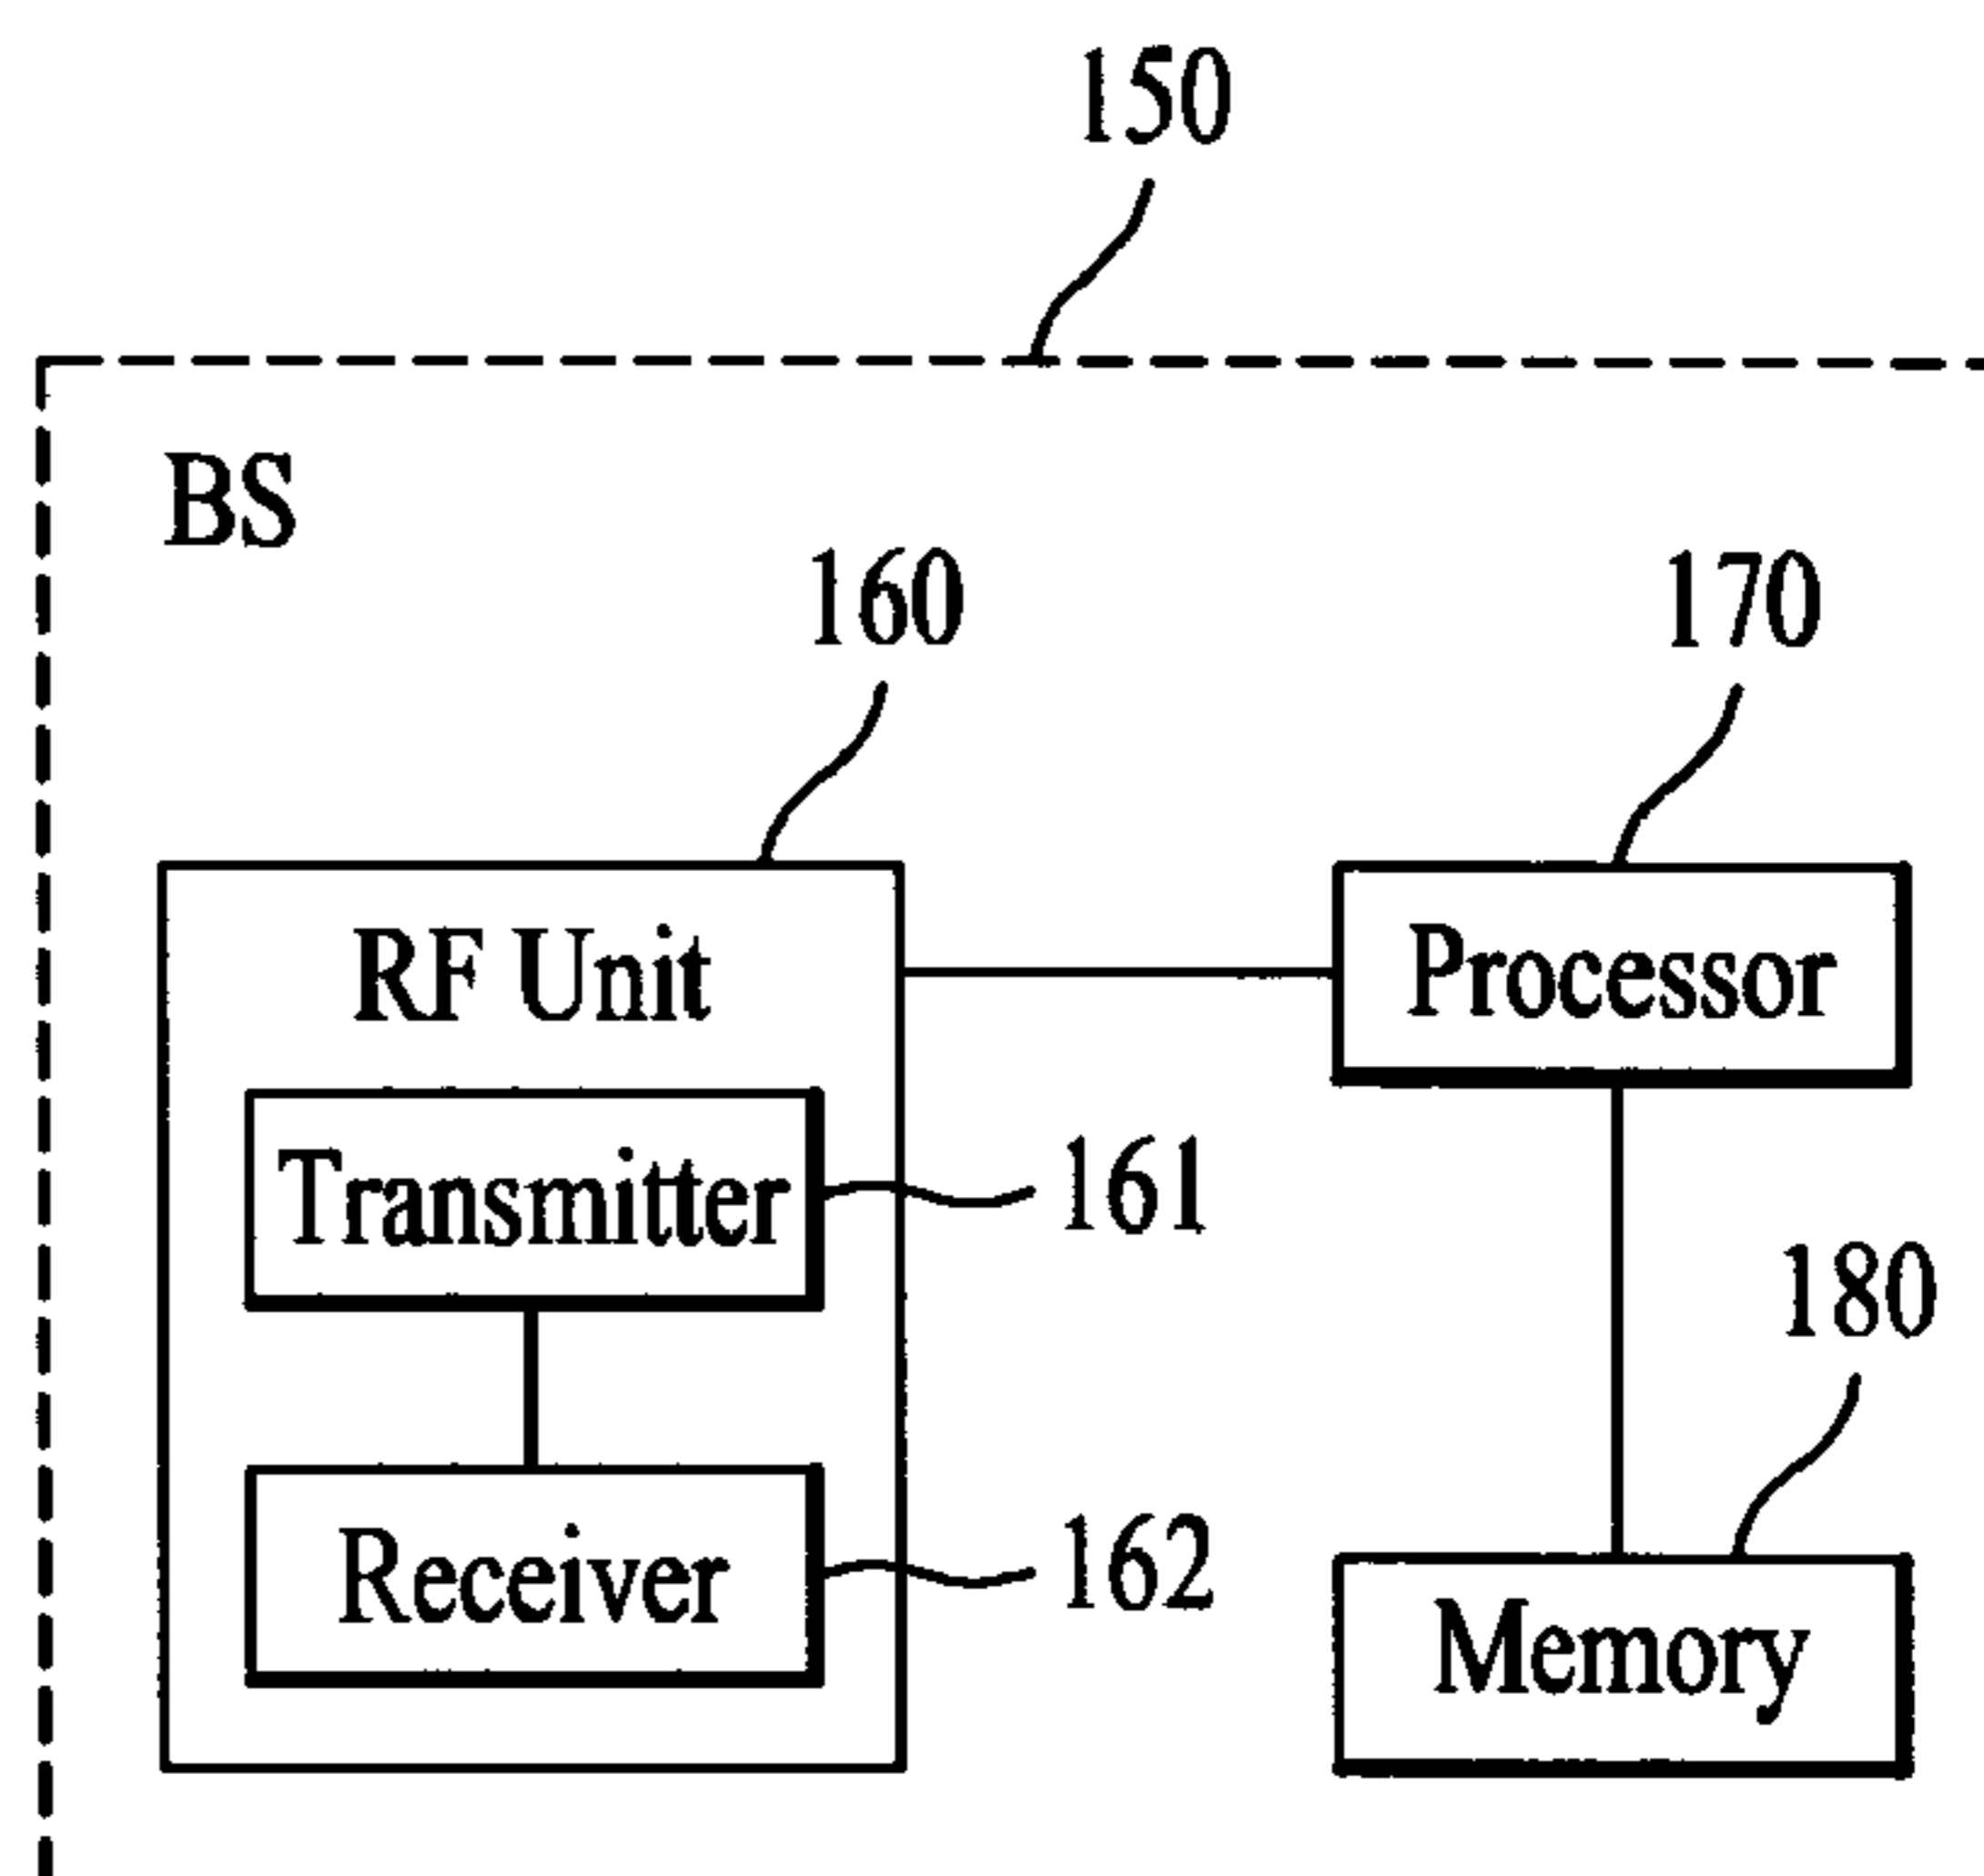 150
BS
160
170
RF Unit
Processor
Transmitter
161
180
Receiver
162
Memory